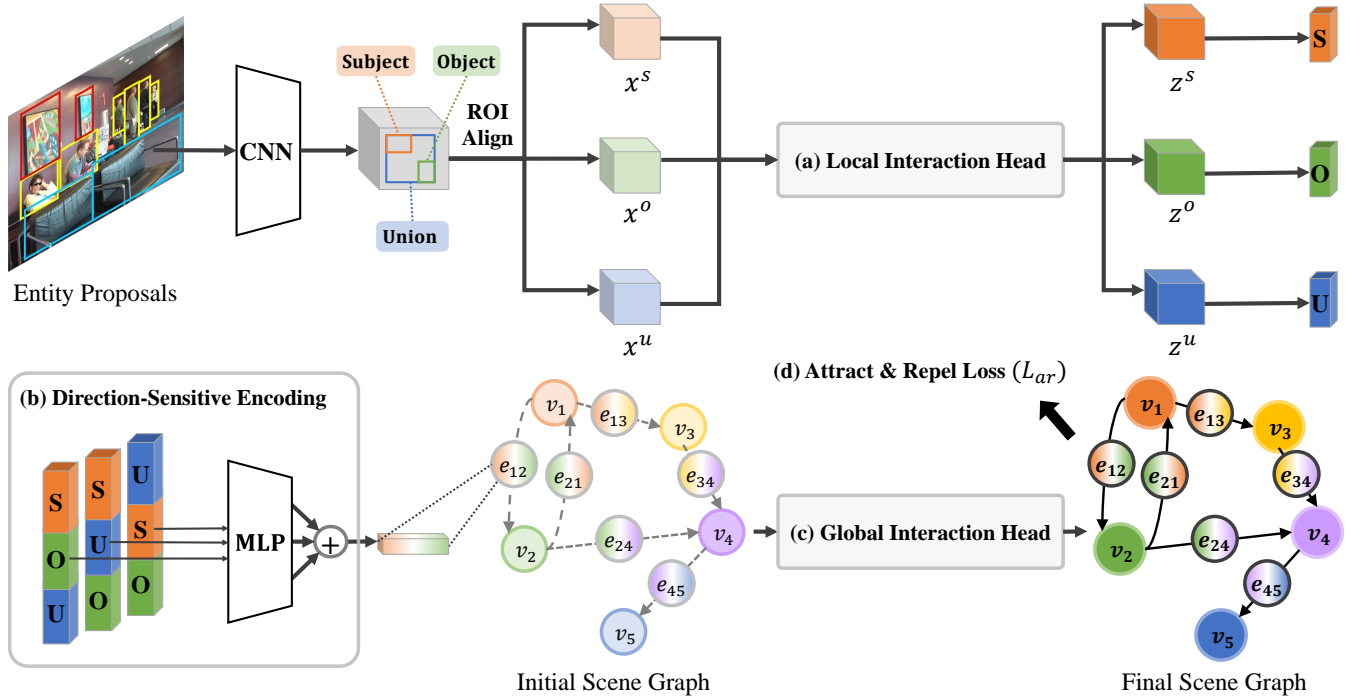 Entity Proposals
CNN
Subject
Object
Union
ROI
Align
x^s
x^o
x^u
(a) Local Interaction Head
z^s
z^o
z^u
S
O
U
(b) Direction-Sensitive Encoding
S
O
U
S
U
O
U
S
O
MLP
+
v_1
e_13
v_3
e_12
e_21
e_34
v_2
e_24
v_4
e_45
v_5
Initial Scene Graph
(c) Global Interaction Head
(d) Attract & Repel Loss (L_ar)
v_1
e_13
v_3
e_12
e_21
e_34
v_2
e_24
v_4
e_45
v_5
Final Scene Graph